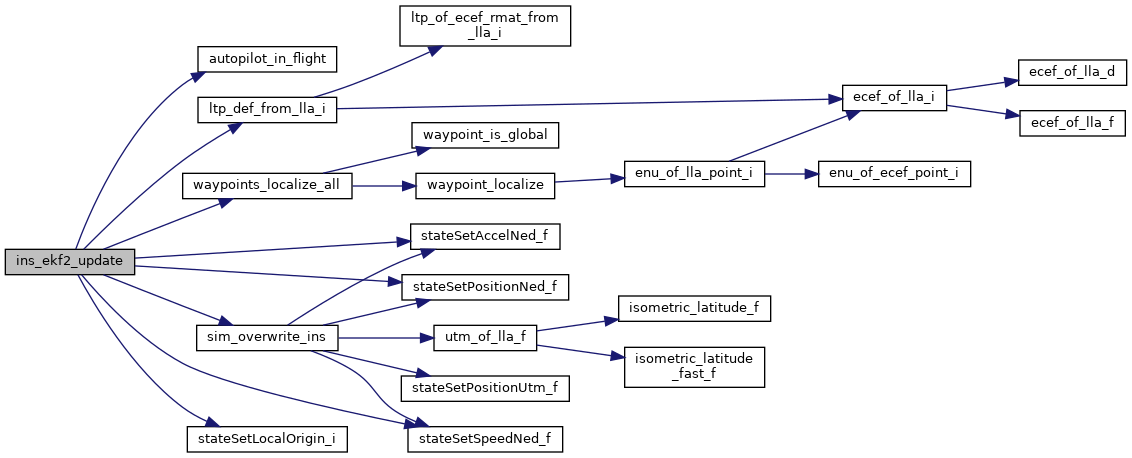 ltp_of_ecef_rmat_from
_lla_i
autopilot_in_flight
ecef_of_lla_d
ltp_def_from_lla_i
ecef_of_lla_i
ecef_of_lla_f
waypoint_is_global
waypoints_localize_all
waypoint_localize
enu_of_lla_point_i
enu_of_ecef_point_i
stateSetAccelNed_f
ins_ekf2_update
stateSetPositionNed_f
isometric_latitude_f
sim_overwrite_ins
utm_of_lla_f
isometric_latitude
_fast_f
stateSetPositionUtm_f
stateSetLocalOrigin_i
stateSetSpeedNed_f